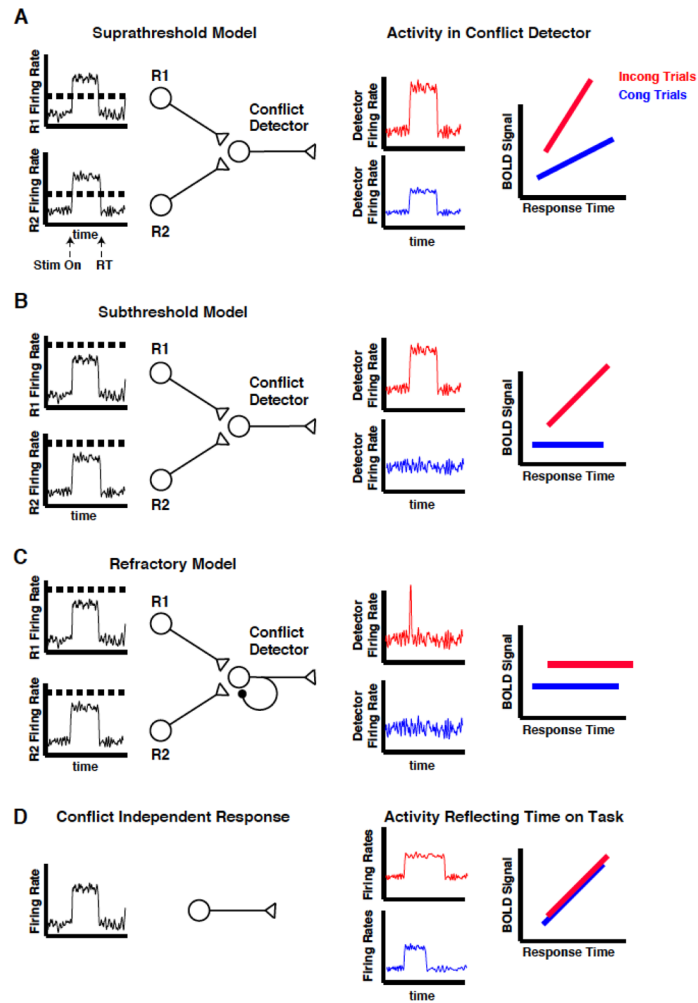 A
Suprathreshold Model
Activity in Conflict Detector
R1 Firing Rate
R1
Conflict
Detector
R2 Firing Rate
R2
time
Stim On
RT
Detector
Firing Rate
Detector
Firing Rate
time
BOLD Signal
Response Time
Incong Trials
Cong Trials
B
Subthreshold Model
R1 Firing Rate
R1
Conflict
Detector
R2 Firing Rate
R2
time
Detector
Firing Rate
Detector
Firing Rate
time
BOLD Signal
Response Time
C
Refractory Model
R1 Firing Rate
R1
Conflict
Detector
R2 Firing Rate
R2
time
Detector
Firing Rate
Detector
Firing Rate
time
BOLD Signal
Response Time
D
Conflict Independent Response
Activity Reflecting Time on Task
Firing Rate
Firing Rates
Firing Rates
time
BOLD Signal
Response Time